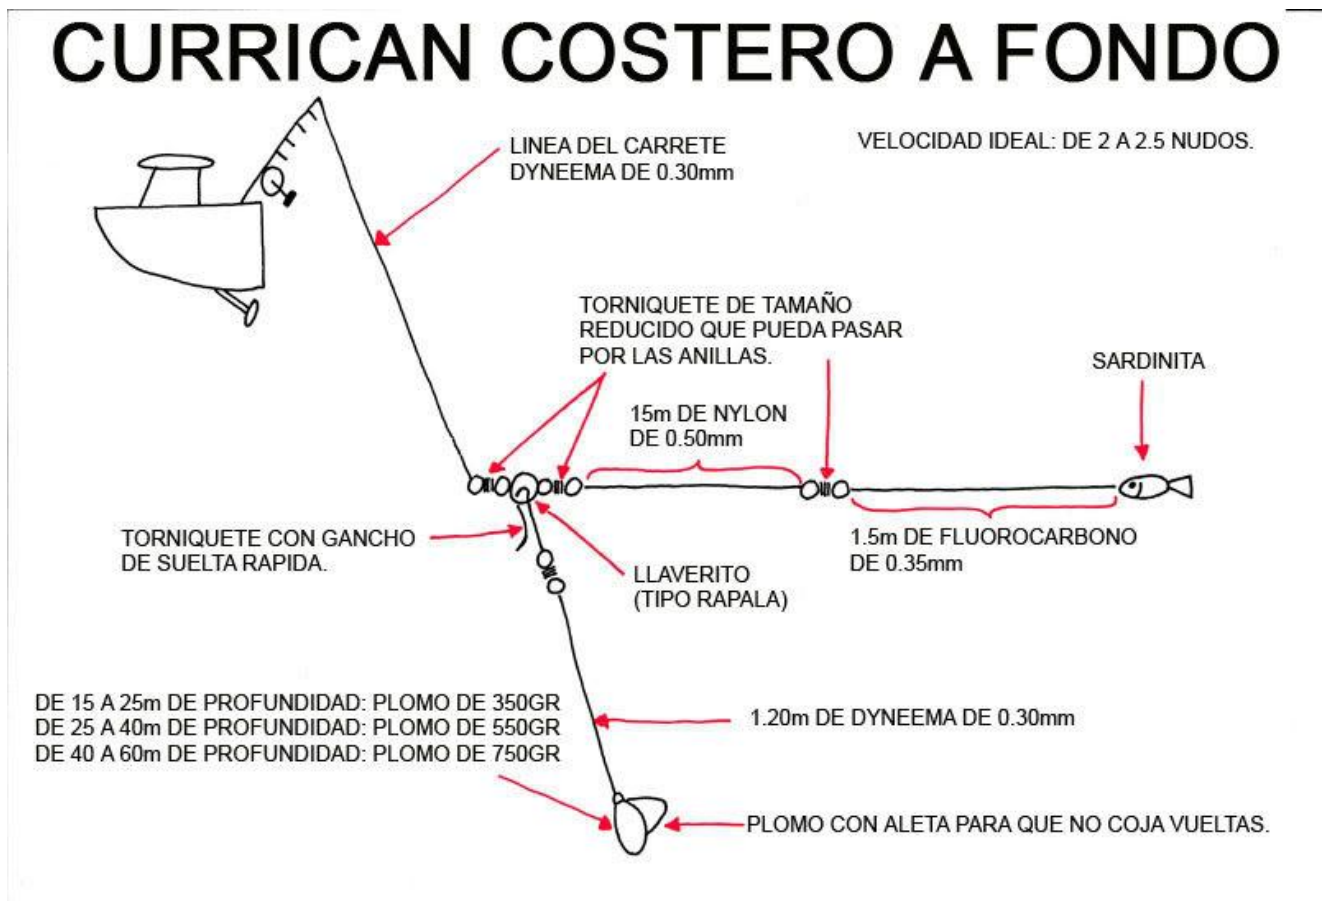 CURRICAN COSTERO A FONDO
LINEA DEL CARRETE
DYNEEMA DE 0.30mm
VELOCIDAD IDEAL: DE 2 A 2.5 NUDOS.
TORNIQUETE DE TAMAÑO
REDUCIDO QUE PUEDA PASAR
POR LAS ANILLAS.
SARDINITA
15m DE NYLON
DE 0.50mm
TORNIQUETE CON GANCHO
DE SUELTA RAPIDA.
1.5m DE FLUOROCARBONO
DE 0.35mm
LLAVERITO
(TIPO RAPALA)
DE 15 A 25m DE PROFUNDIDAD: PLOMO DE 350GR
DE 25 A 40m DE PROFUNDIDAD: PLOMO DE 550GR
DE 40 A 60m DE PROFUNDIDAD: PLOMO DE 750GR
1.20m DE DYNEEMA DE 0.30mm
PLOMO CON ALETA PARA QUE NO COJA VUELTAS.